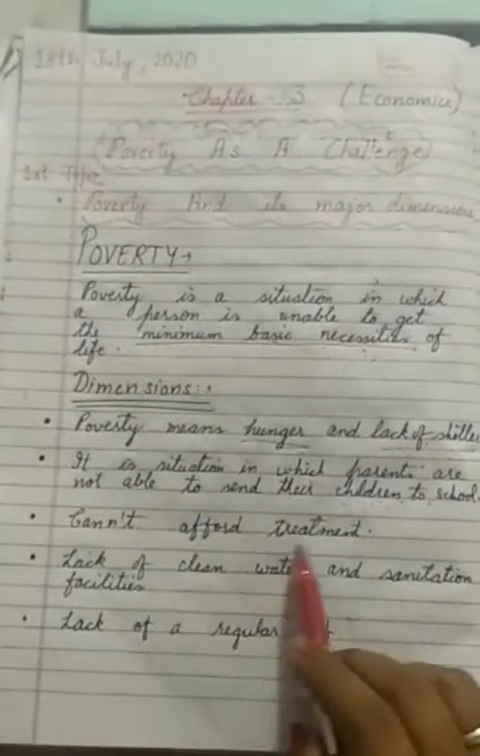 18th July, 2020
Chapter - 3 (Economics)
(Poverty As A Challenge)
1st Type
• Poverty And its major dimension
POVERTY→
Poverty is a situation in which
a person is unable to get
the minimum basic necessities of
life.
Dimensions:→
• Poverty means hunger and lack of shelter
• It is situation in which parents are
not able to send their children to school
• Cann't afford treatment.
• Lack of clean water and sanitation
facilities
• Lack of a regular